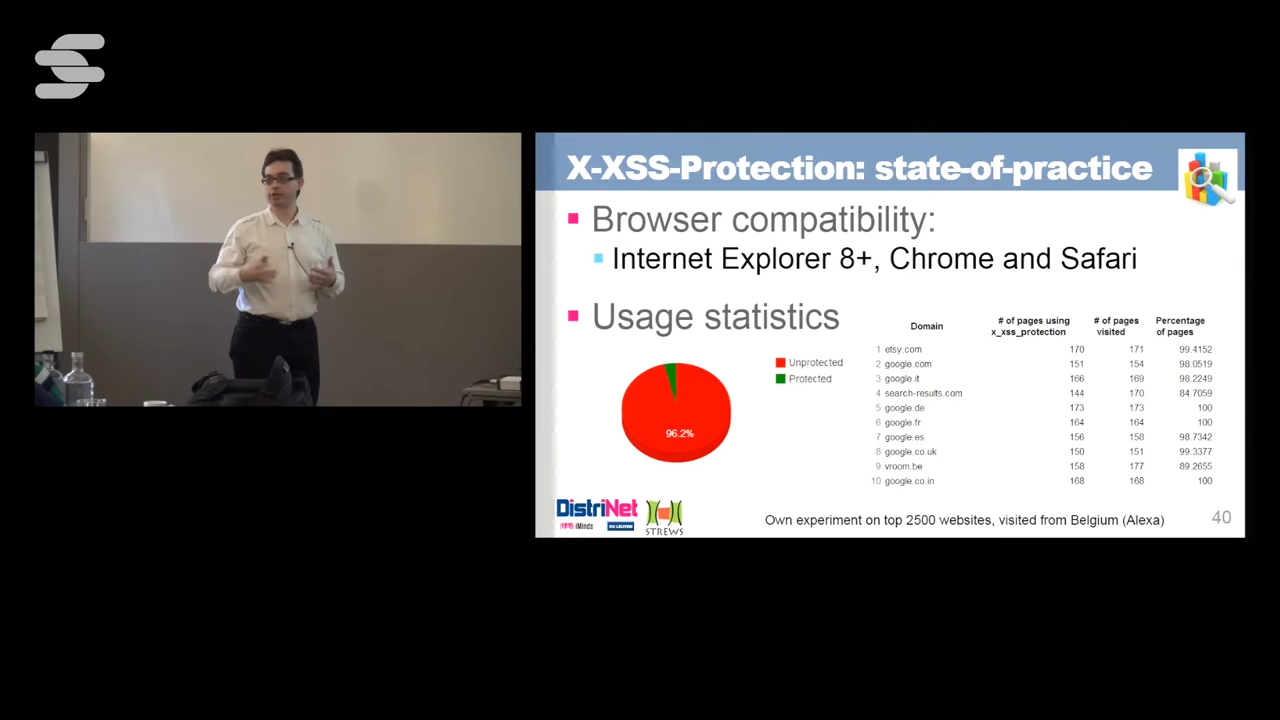 X-XSS-Protection: state-of-practice
Browser compatibility:
Internet Explorer 8+, Chrome and Safari
Usage statistics
Unprotected
Protected
96.2%
Domain # of pages using x_xss_protection # of pages visited Percentage of pages
1 etsy.com 170 171 99.4152
2 google.com 151 154 98.0519
3 google.it 166 169 98.2249
4 search-results.com 144 170 84.7059
5 google.de 173 173 100
6 google.fr 164 164 100
7 google.es 156 158 98.7342
8 google.co.uk 150 151 99.3377
9 vroom.be 158 177 89.2655
10 google.co.in 168 168 100
DistriNet
iMinds KU LEUVEN
STREWS
Own experiment on top 2500 websites, visited from Belgium (Alexa)
40